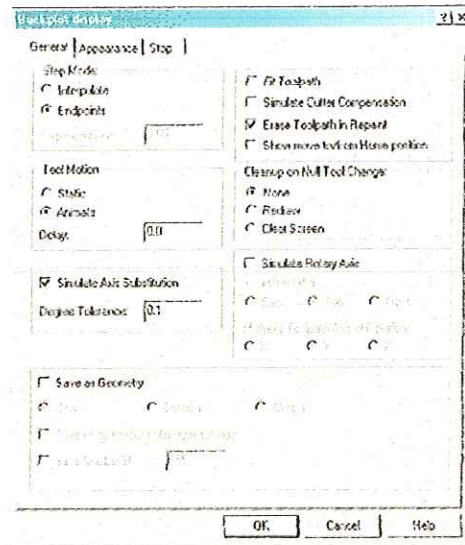 Backplot display
General Appearance Stop
Step Mode
Interpolate
Endpoints
Fit Toolpath
Simulate Cutter Compensation
Erase Toolpath in Repaint
Show move to/from Home position
Tool Motion
Static
Animate
Delay: 0.0
Cleanup on Null Tool Change
None
Redraw
Clear Screen
Simulate Axis Substitution
Degree Tolerance: 0.1
Simulate Rotary Axis
Save as Geometry
OK Cancel Help